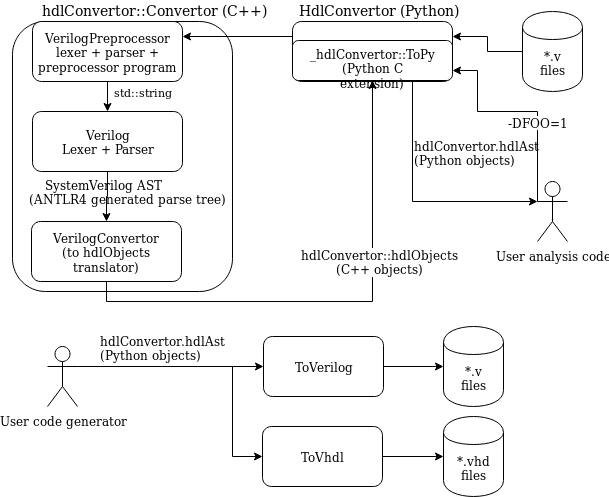 hdlConvertor::Convertor (C++)
HdlConvertor (Python)
VerilogPreprocessor
lexer + parser +
preprocessor program
_hdlConvertor::ToPy
(Python C
extension)
*.v
files
std::string
-DFOO=1
Verilog
Lexer + Parser
hdlConvertor.hdlAst
(Python objects)
SystemVerilog AST
(ANTLR4 generated parse tree)
VerilogConvertor
(to hdlObjects
translator)
hdlConvertor::hdlObjects
(C++ objects)
User analysis code
hdlConvertor.hdlAst
(Python objects)
ToVerilog
*.v
files
User code generator
ToVhdl
*.vhd
files